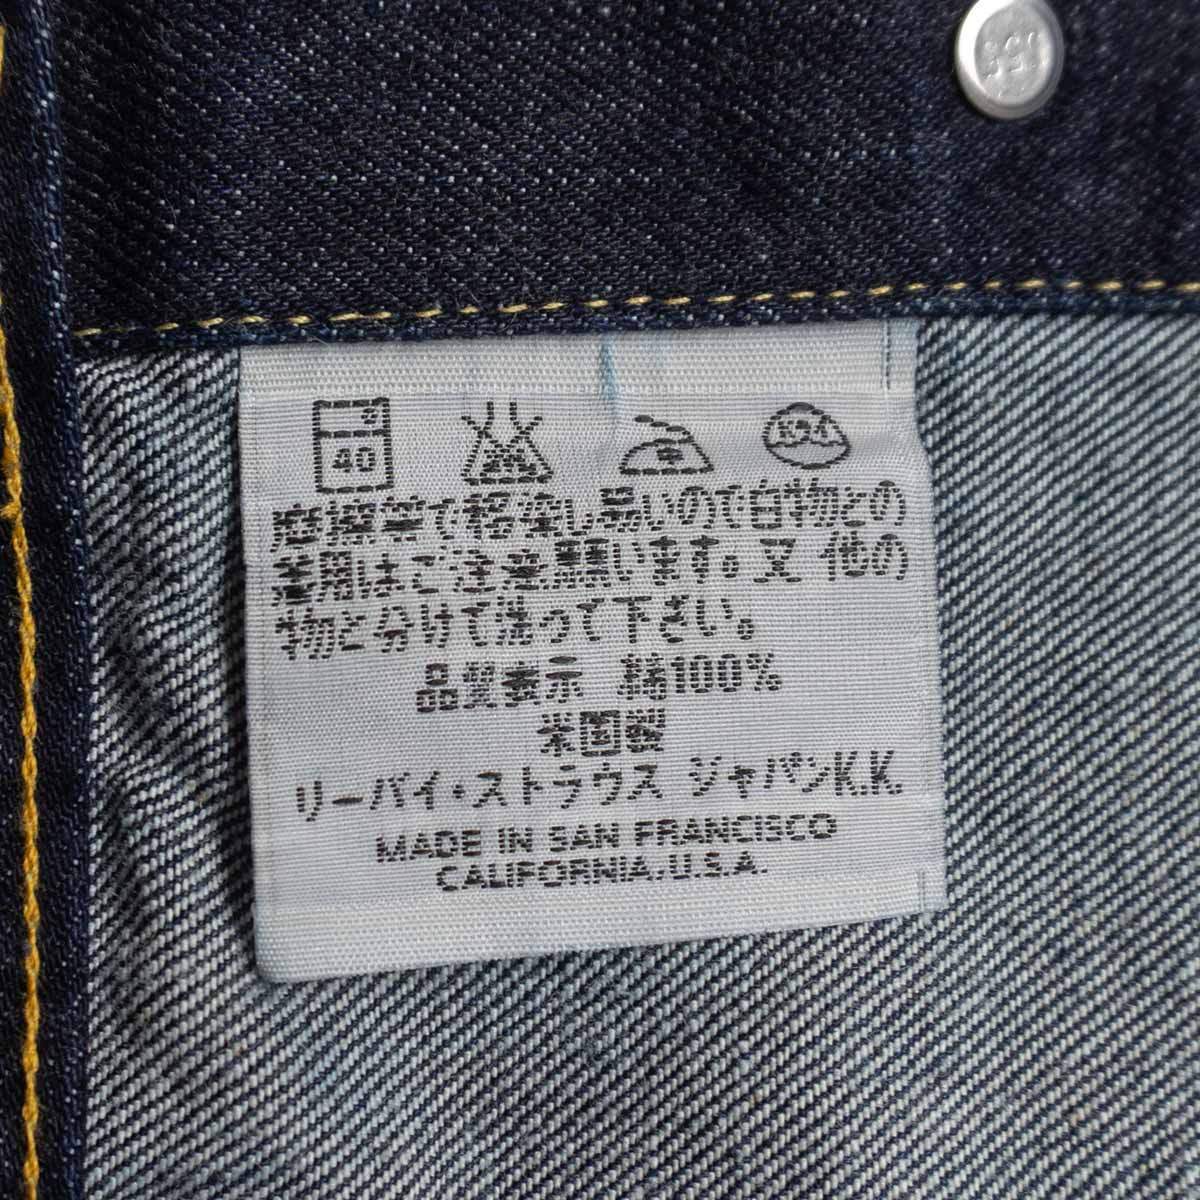 555
40
摩擦等で移染し易いので白物との
着用はご注意願います。又 他の
物と分けて洗って下さい。
品質表示 綿100%
米国製
リーバイ・ストラウス ジャパンK.K.
MADE IN SAN FRANCISCO
CALIFORNIA, U.S.A.